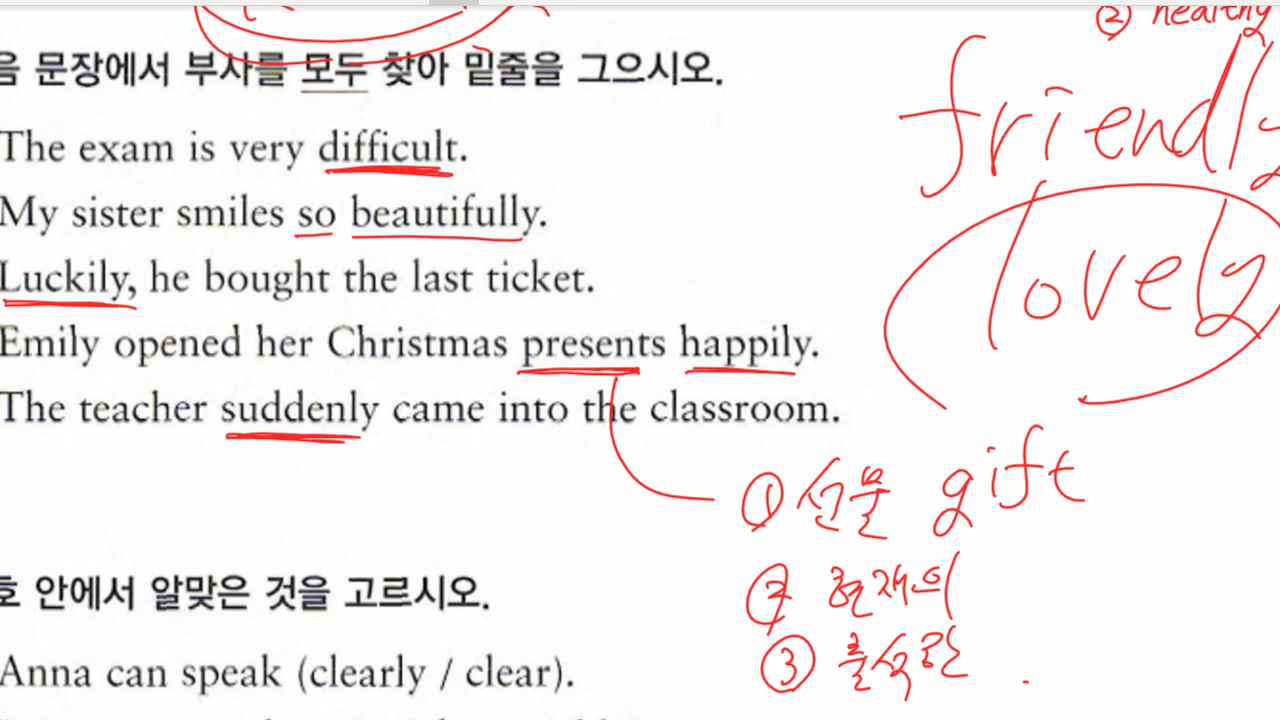 ② healthy
음 문장에서 부사를 모두 찾아 밑줄을 그으시오.
friendly
The exam is very difficult.
My sister smiles so beautifully.
lovely
Luckily, he bought the last ticket.
Emily opened her Christmas presents happily.
The teacher suddenly came into the classroom.
① 선물 gift
② 현재의
③ 출석한
호 안에서 알맞은 것을 고르시오.
Anna can speak (clearly / clear).